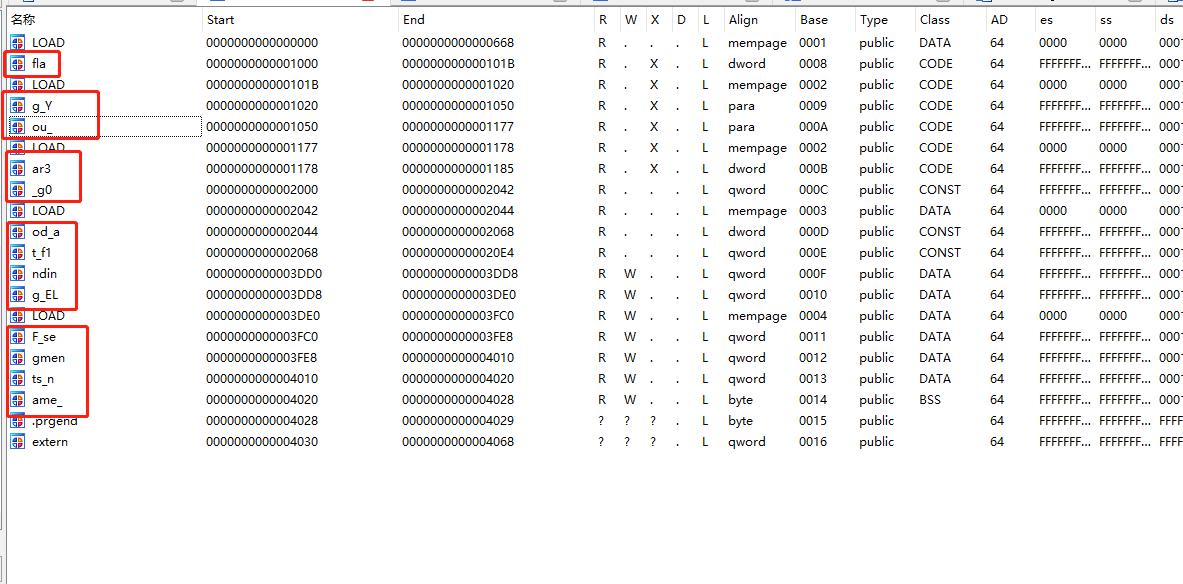 名称 Start End R W X D L Align Base Type Class AD es ss ds
LOAD 0000000000000000 0000000000000668 R . . . L mempage 0001 public DATA 64 0000 0000 000
fla 0000000000001000 000000000000101B R . X . L dword 0008 public CODE 64 FFFFFFF... FFFFFFF... 000
LOAD 000000000000101B 0000000000001020 R . X . L mempage 0002 public CODE 64 0000 0000 000
g_Y 0000000000001020 0000000000001050 R . X . L para 0009 public CODE 64 FFFFFFF... FFFFFFF... 000
ou_ 0000000000001050 0000000000001177 R . X . L para 000A public CODE 64 FFFFFFF... FFFFFFF... 000
LOAD 0000000000001177 0000000000001178 R . X . L mempage 0002 public CODE 64 0000 0000 000
ar3 0000000000001178 0000000000001185 R . X . L dword 000B public CODE 64 FFFFFFF... FFFFFFF... 000
_g0 0000000000002000 0000000000002042 R . . . L qword 000C public CONST 64 FFFFFFF... FFFFFFF... 000
LOAD 0000000000002042 0000000000002044 R . . . L mempage 0003 public DATA 64 0000 0000 000
od_a 0000000000002044 0000000000002068 R . . . L dword 000D public CONST 64 FFFFFFF... FFFFFFF... 000
t_f1 0000000000002068 00000000000020E4 R . . . L qword 000E public CONST 64 FFFFFFF... FFFFFFF... 000
ndin 0000000000003DD0 0000000000003DD8 R W . . L qword 000F public DATA 64 FFFFFFF... FFFFFFF... 000
g_EL 0000000000003DD8 0000000000003DE0 R W . . L qword 0010 public DATA 64 FFFFFFF... FFFFFFF... 000
LOAD 0000000000003DE0 0000000000003FC0 R W . . L mempage 0004 public DATA 64 0000 0000 000
F_se 0000000000003FC0 0000000000003FE8 R W . . L qword 0011 public DATA 64 FFFFFFF... FFFFFFF... 000
gmen 0000000000003FE8 0000000000004010 R W . . L qword 0012 public DATA 64 FFFFFFF... FFFFFFF... 000
ts_n 0000000000004010 0000000000004020 R W . . L qword 0013 public DATA 64 FFFFFFF... FFFFFFF... 000
ame_ 0000000000004020 0000000000004028 R W . . L byte 0014 public BSS 64 FFFFFFF... FFFFFFF... 000
.prgend 0000000000004028 0000000000004029 ? ? ? . L byte 0015 public 64 FFFFFFF... FFFFFFF... FFFF
extern 0000000000004030 0000000000004068 ? ? ? . L qword 0016 public 64 FFFFFFF... FFFFFFF... FFFF